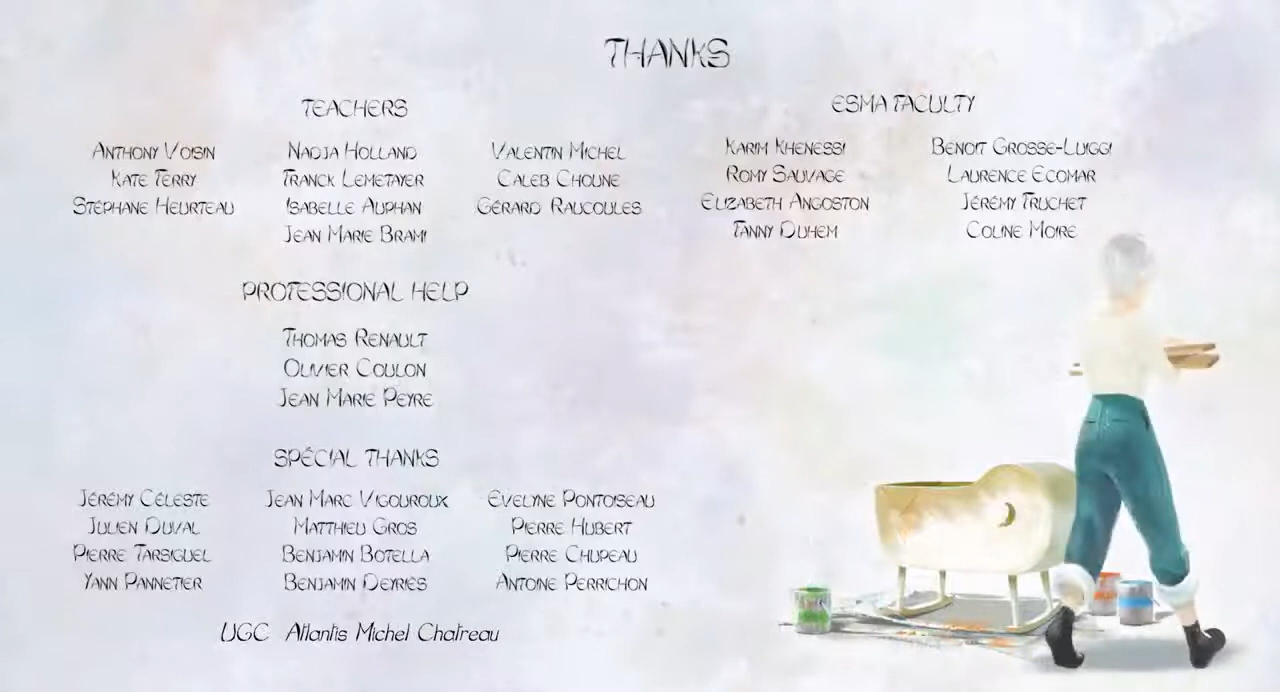 THANKS
TEACHERS
ANTHONY VOISIN NADJA HOLLAND VALENTIN MICHEL
KATE TERRY FRANCK LEMETAYER CALEB CHOUNE
STÉPHANE HEURTEAU ISABELLE AUPHAN GÉRARD RAUCOULES
JEAN MARIE BRAMI
ESMA FACULTY
KARIM KHENESSI BENOIT GROSSE-LUIGGI
ROMY SAUVAGE LAURENCE ECOMAR
ELIZABETH ANGOSTON JÉRÉMY TRUCHET
FANNY DUHEM COLINE MOIRE
PROFESSIONAL HELP
THOMAS RENAULT
OLIVIER COULON
JEAN MARIE PEYRE
SPÉCIAL THANKS
JÉRÉMY CÉLESTE JEAN MARC VIGOUROUX EVELYNE PONTOISEAU
JULIEN DUVAL MATTHIEU GROS PIERRE HUBERT
PIERRE TARSIGUEL BENJAMIN BOTELLA PIERRE CHUPEAU
YANN PANNETIER BENJAMIN DEYRIÉS ANTOINE PERRICHON
UGC Atlantis Michel Chatreau